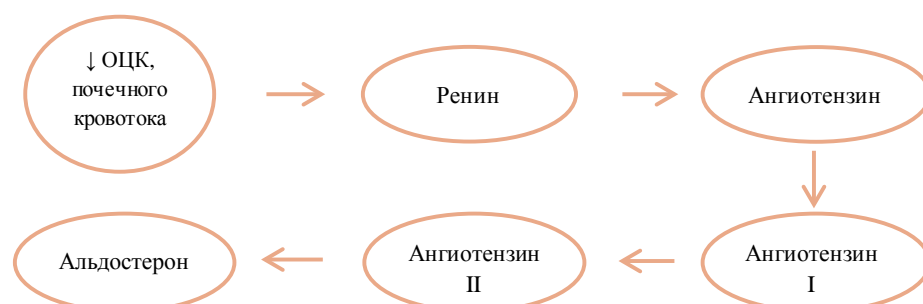 ↓ ОЦК,
почечного
кровотока
Ренин
Ангиотензин
Альдостерон
Ангиотензин
II
Ангиотензин
I